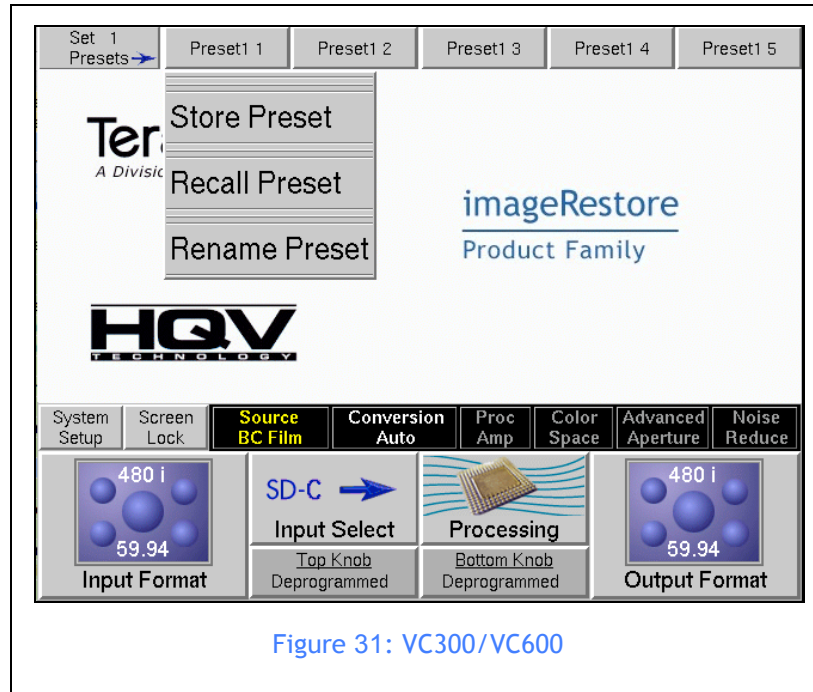 Set 1
Presets
Preset1 1
Preset1 2
Preset1 3
Preset1 4
Preset1 5
Store Preset
Recall Preset
Rename Preset
A
imageRestore
Product Family
HQV
TECHNOLOGY
System
Setup
Screen
Lock
Source
BC Film
Conversion
Auto
Proc
Amp
Color
Space
Advanced
Aperture
Noise
Reduce
480 i
59.94
Input Format
SD-C
Input Select
Processing
480 i
59.94
Output Format
Top Knob
Deprogrammed
Bottom Knob
Deprogrammed
Figure 31: VC300/VC600